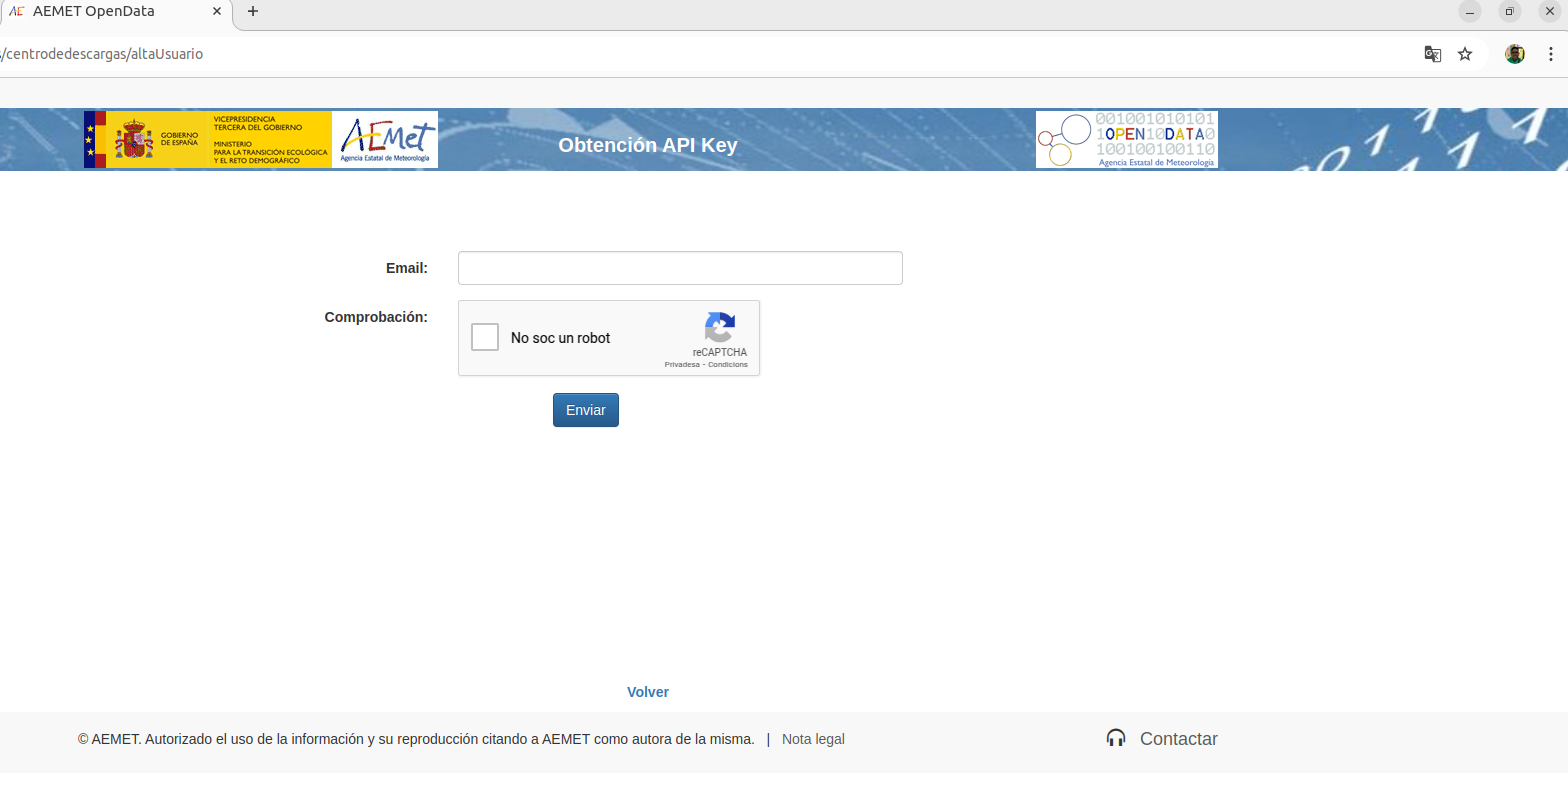 AEMET OpenData
/centrodedescargas/altaUsuario
GOBIERNO
DE ESPAÑA
VICEPRESIDENCIA
TERCERA DEL GOBIERNO
MINISTERIO
PARA LA TRANSICIÓN ECOLÓGICA
Y EL RETO DEMOGRÁFICO
AEMet
Agencia Estatal de Meteorología
Obtención API Key
001001010101
1OPEN10DATA0
100100100110
Agencia Estatal de Meteorología
Email:
Comprobación:
No soc un robot
reCAPTCHA
Privadesa - Condicions
Enviar
Volver
© AEMET. Autorizado el uso de la información y su reproducción citando a AEMET como autora de la misma. | Nota legal
Contactar